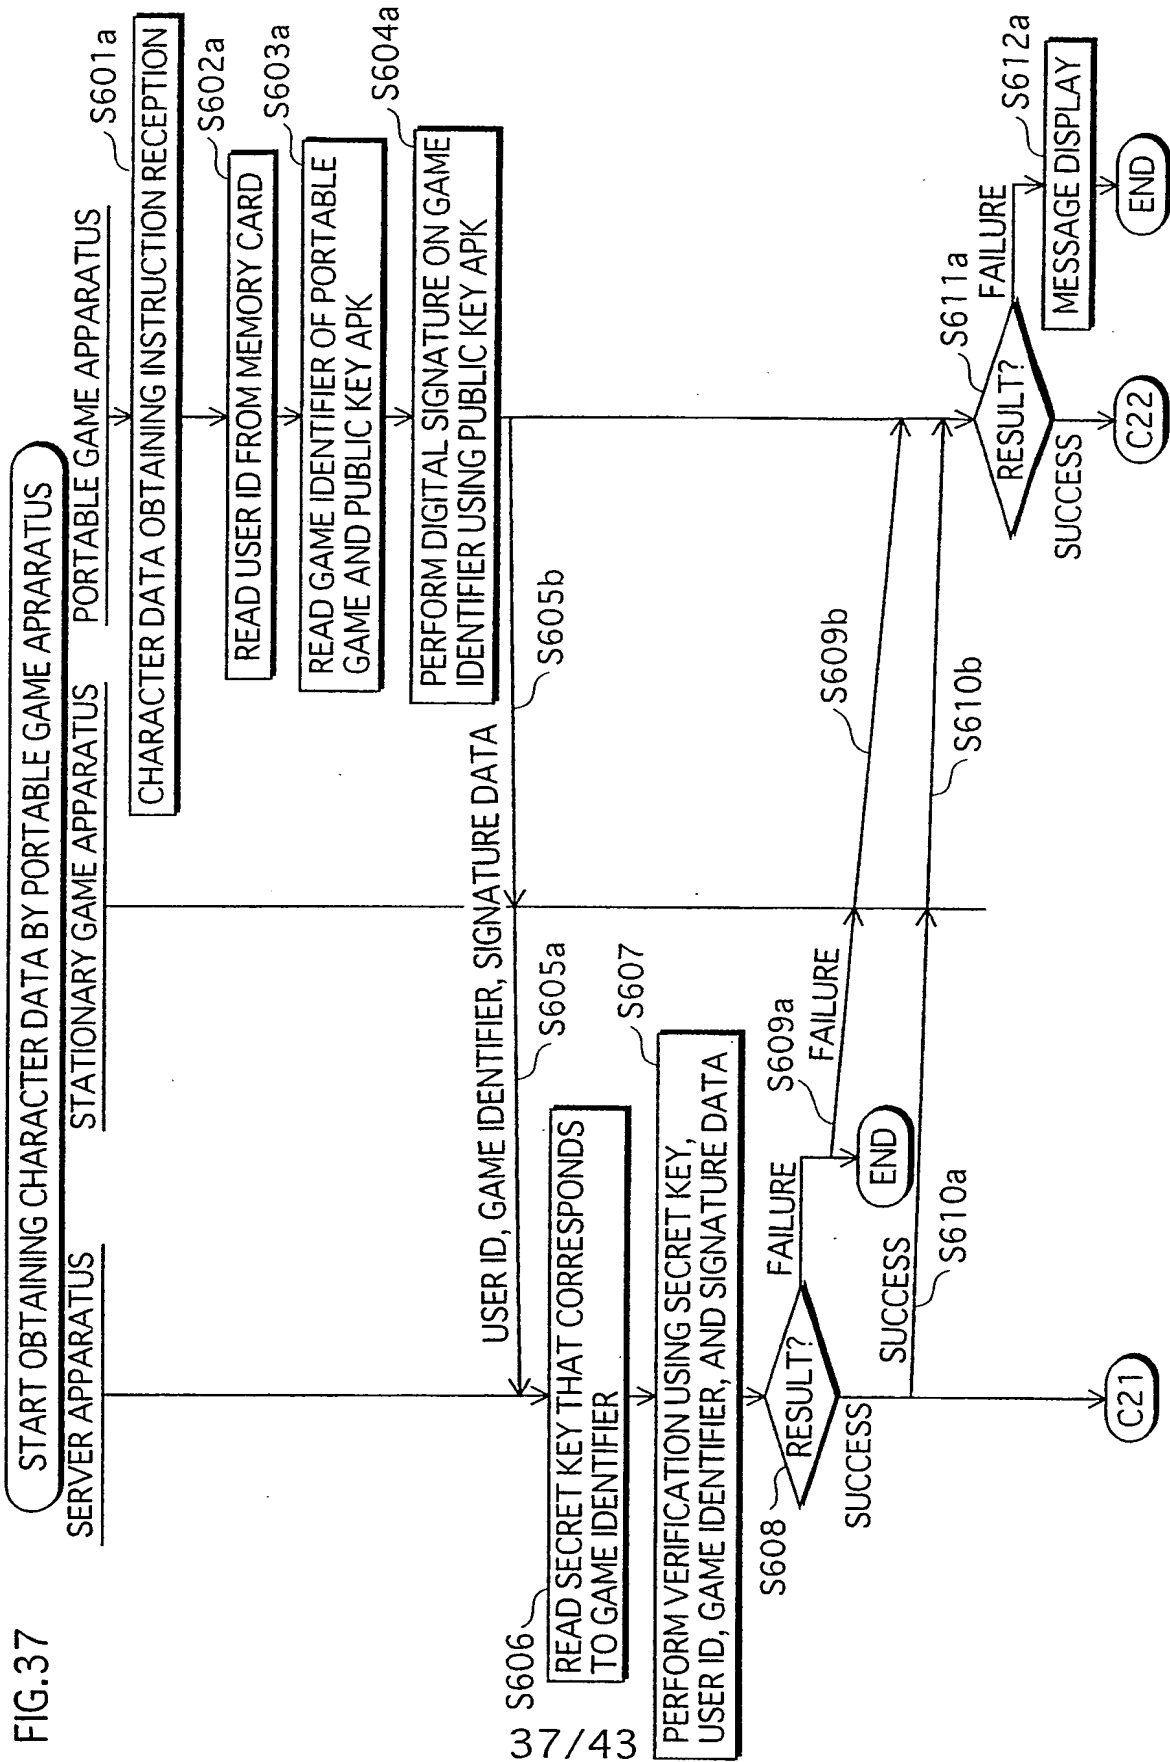 FIG.37
START OBTAINING CHARACTER DATA BY PORTABLE GAME APRARATUS
SERVER APPARATUS
STATIONARY GAME APPARATUS
PORTABLE GAME APPARATUS
S601a
CHARACTER DATA OBTAINING INSTRUCTION RECEPTION
S602a
READ USER ID FROM MEMORY CARD
S603a
READ GAME IDENTIFIER OF PORTABLE
GAME AND PUBLIC KEY APK
S604a
PERFORM DIGITAL SIGNATURE ON GAME
IDENTIFIER USING PUBLIC KEY APK
USER ID, GAME IDENTIFIER, SIGNATURE DATA
S605b
S605a
S606
READ SECRET KEY THAT CORRESPONDS
TO GAME IDENTIFIER
S607
PERFORM VERIFICATION USING SECRET KEY,
USER ID, GAME IDENTIFIER, AND SIGNATURE DATA
S608
RESULT?
FAILURE
S609a
FAILURE
S609b
END
SUCCESS
SUCCESS
S610a
S610b
C21
S611a
RESULT?
FAILURE
S612a
MESSAGE DISPLAY
SUCCESS
C22
END
37/43